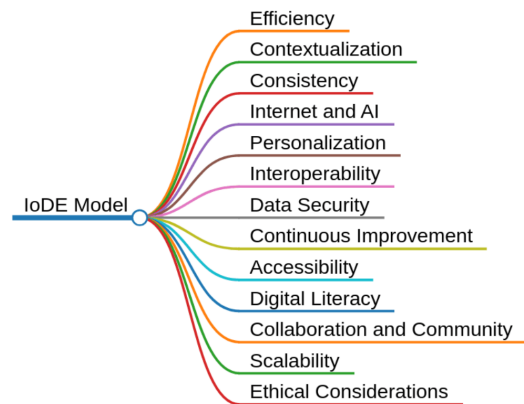 Efficiency
Contextualization
Consistency
Internet and AI
Personalization
Interoperability
IoDE Model
Data Security
Continuous Improvement
Accessibility
Digital Literacy
Collaboration and Community
Scalability
Ethical Considerations